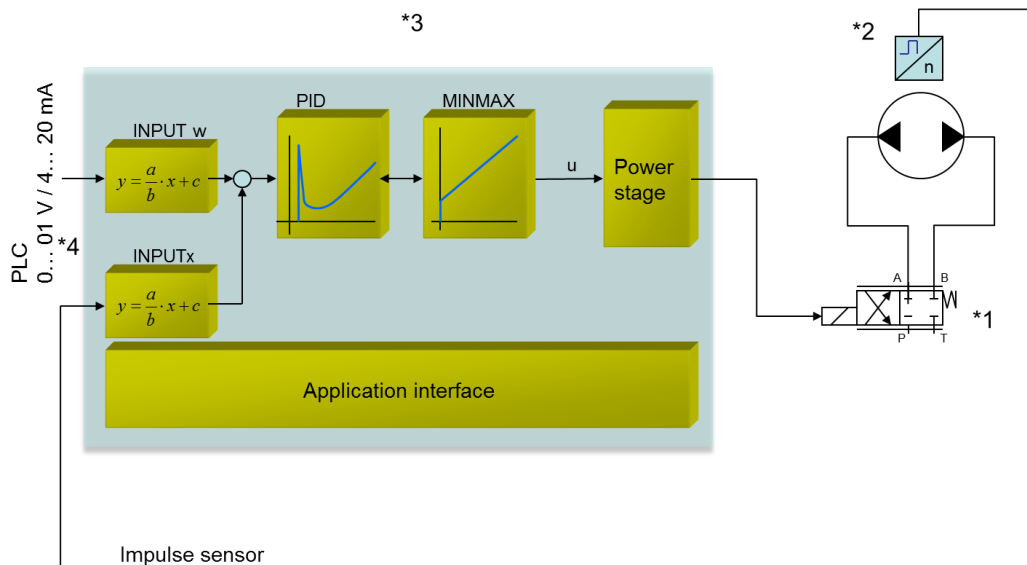 *3
*2
n
PID
MINMAX
INPUT w
y = a/b · x + c
PLC
0... 01 V / 4... 20 mA
u
Power
stage
*4
INPUTx
y = a/b · x + c
A
B
*1
P
T
Application interface
Impulse sensor